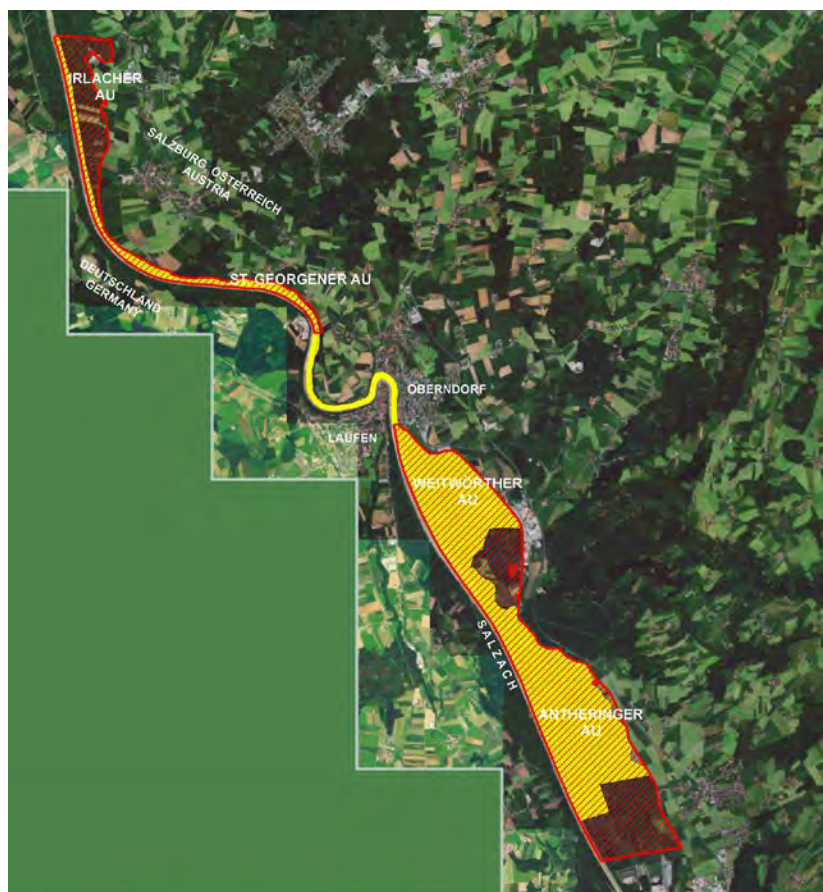 IRLACHER
AU
SALZBURG, ÖSTERREICH
AUSTRIA
DEUTSCHLAND
GERMANY
ST. GEORGENER AU
OBERNDORF
LAUFEN
WEITWÖRTHER
AU
SALZACH
ANTHERINGER
AU